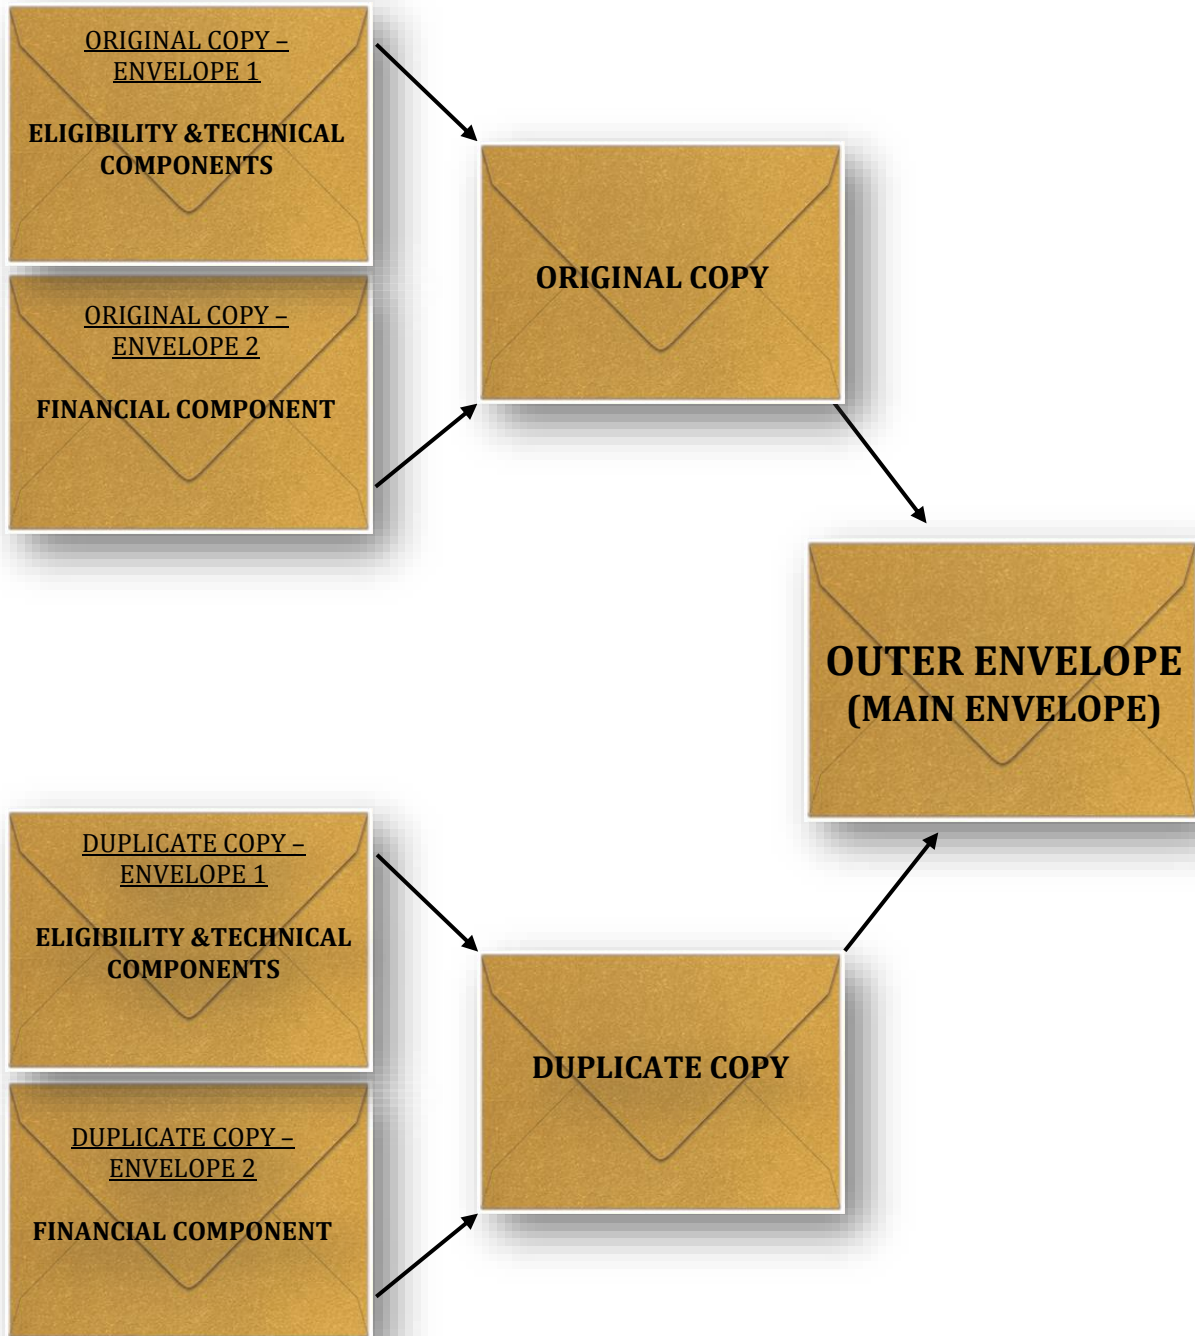 ORIGINAL COPY –
ENVELOPE 1
ELIGIBILITY &TECHNICAL
COMPONENTS
ORIGINAL COPY –
ENVELOPE 2
FINANCIAL COMPONENT
ORIGINAL COPY
OUTER ENVELOPE
(MAIN ENVELOPE)
DUPLICATE COPY –
ENVELOPE 1
ELIGIBILITY &TECHNICAL
COMPONENTS
DUPLICATE COPY –
ENVELOPE 2
FINANCIAL COMPONENT
DUPLICATE COPY